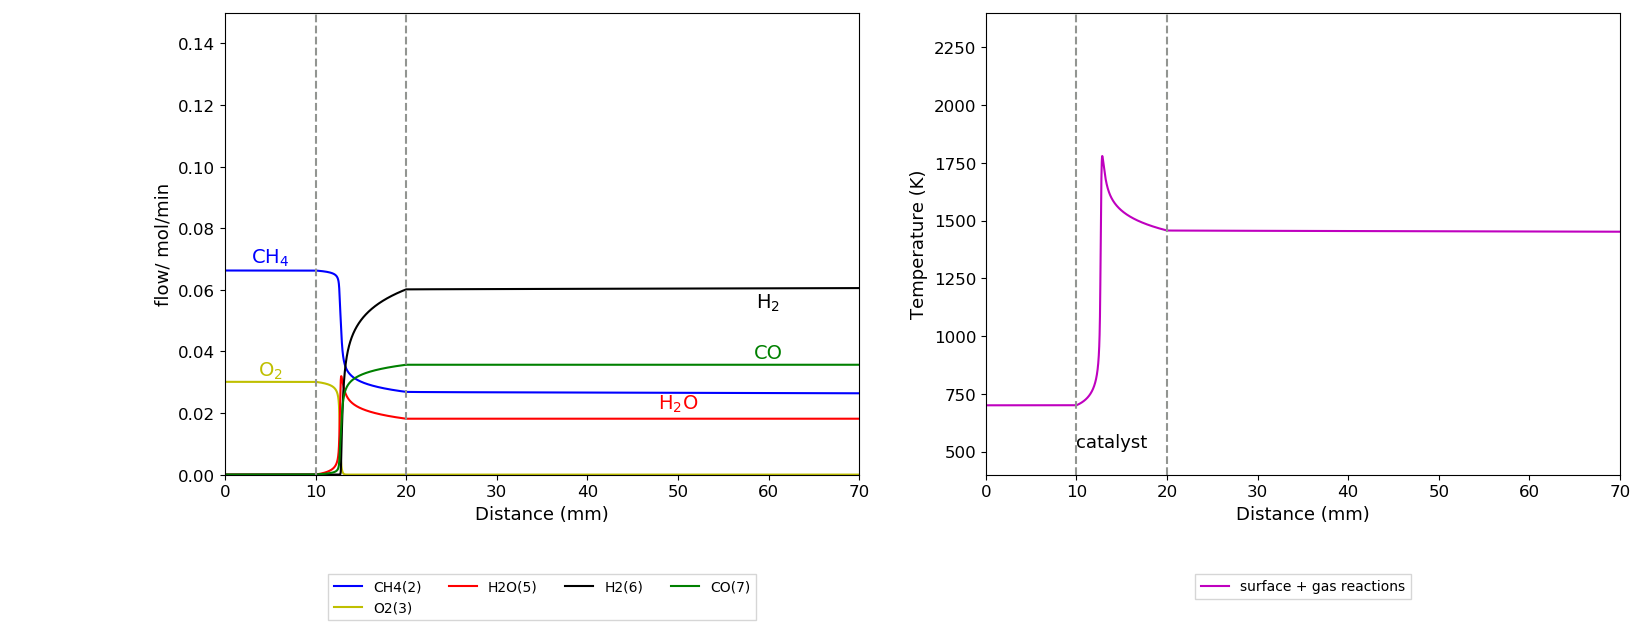 0.14
0.12
0.10
0.08
0.06
0.04
0.02
0.00
flow/ mol/min
CH4
O2
H2
CO
H2O
0 10 20 30 40 50 60 70
Distance (mm)
CH4(2) H2O(5) H2(6) CO(7)
O2(3)
2250
2000
1750
1500
1250
1000
750
500
Temperature (K)
catalyst
0 10 20 30 40 50 60 70
Distance (mm)
surface + gas reactions